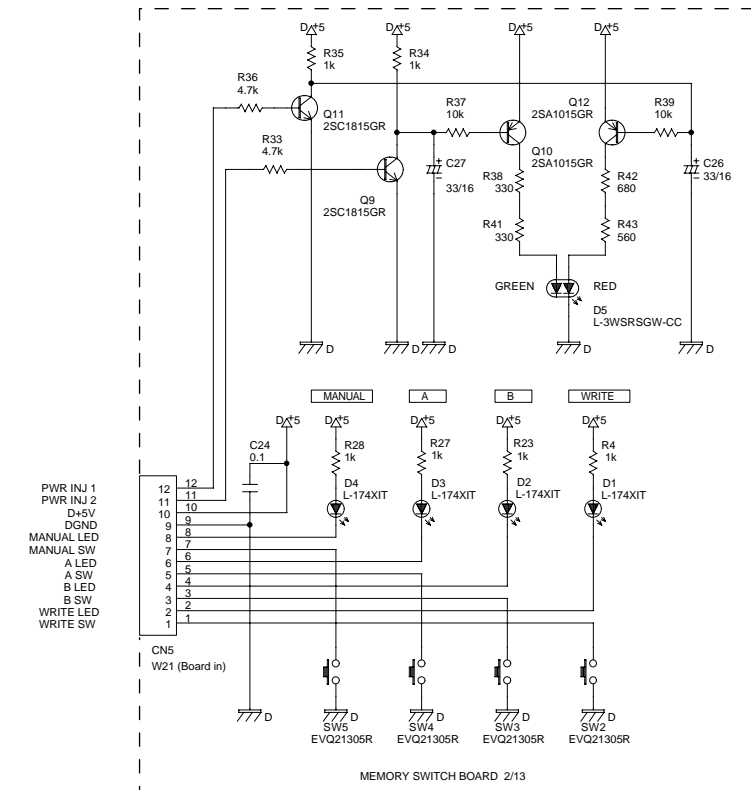 D +5
D +5
D +5
D +5
R35
1k
R34
1k
R36
4.7k
Q11
2SC1815GR
R37
10k
Q12
2SA1015GR
R39
10k
R33
4.7k
Q10
2SA1015GR
Q9
2SC1815GR
+
C27
–
33/16
R38
330
R42
680
+
C26
–
33/16
R41
330
R43
560
GREEN
RED
D5
L-3WSRSGW-CC
D
D
D
D
D
MANUAL
A
B
WRITE
D +5
D +5
D +5
D +5
D +5
C24
0.1
R28
1k
R27
1k
R23
1k
R4
1k
D4
L-174XIT
D3
L-174XIT
D2
L-174XIT
D1
L-174XIT
PWR INJ 1 12 12
PWR INJ 2 11 11
D+5V 10 10
DGND 9 9
MANUAL LED 8 8
MANUAL SW 7 7
A LED 6 6
A SW 5 5
B LED 4 4
B SW 3 3
WRITE LED 2 2
WRITE SW 1 1
CN5
W21 (Board in)
D
D
D
D
D
SW5
EVQ21305R
SW4
EVQ21305R
SW3
EVQ21305R
SW2
EVQ21305R
MEMORY SWITCH BOARD 2/13